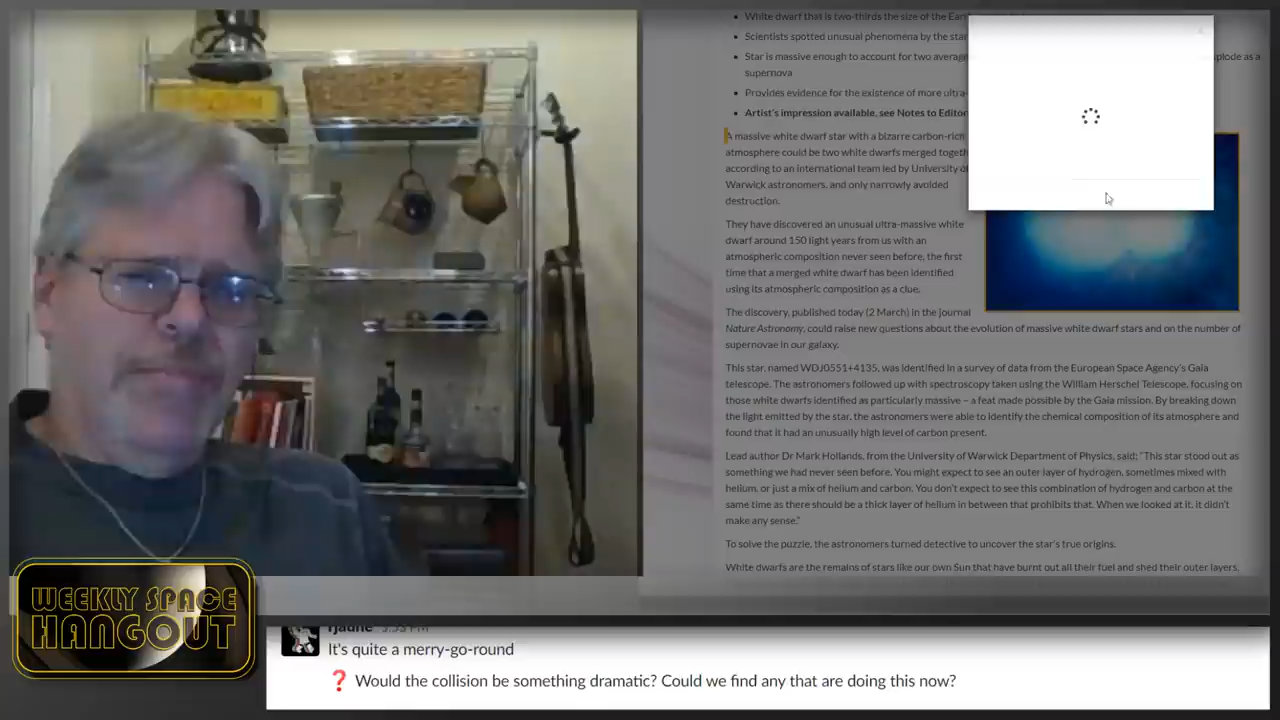 White dwarf that is two-thirds the size of the Earth
Scientists spotted unusual phenomena by the star
Star is massive enough to account for two average
xplode as a
supernova
Provides evidence for the existence of more ultra-
Artist's impression available, see Notes to Editor
A massive white dwarf star with a bizarre carbon-rich
atmosphere could be two white dwarfs merged togeth
according to an international team led by University of
Warwick astronomers, and only narrowly avoided
destruction.
They have discovered an unusual ultra-massive white
dwarf around 150 light years from us with an
atmospheric composition never seen before, the first
time that a merged white dwarf has been identified
using its atmospheric composition as a clue.
The discovery, published today (2 March) in the journal
Nature Astronomy, could raise new questions about the evolution of massive white dwarf stars and on the number of
supernovae in our galaxy.
This star, named WDJ0551+4135, was identified in a survey of data from the European Space Agency's Gaia
telescope. The astronomers followed up with spectroscopy taken using the William Herschel Telescope, focusing on
those white dwarfs identified as particularly massive – a feat made possible by the Gaia mission. By breaking down
the light emitted by the star, the astronomers were able to identify the chemical composition of its atmosphere and
found that it had an unusually high level of carbon present.
Lead author Dr Mark Hollands, from the University of Warwick Department of Physics, said: "This star stood out as
something we had never seen before. You might expect to see an outer layer of hydrogen, sometimes mixed with
helium, or just a mix of helium and carbon. You don't expect to see this combination of hydrogen and carbon at the
same time as there should be a thick layer of helium in between that prohibits that. When we looked at it, it didn't
make any sense."
To solve the puzzle, the astronomers turned detective to uncover the star's true origins.
White dwarfs are the remains of stars like our own Sun that have burnt out all their fuel and shed their outer layers.
WEEKLY SPACE
HANGOUT
It's quite a merry-go-round
❓ Would the collision be something dramatic? Could we find any that are doing this now?